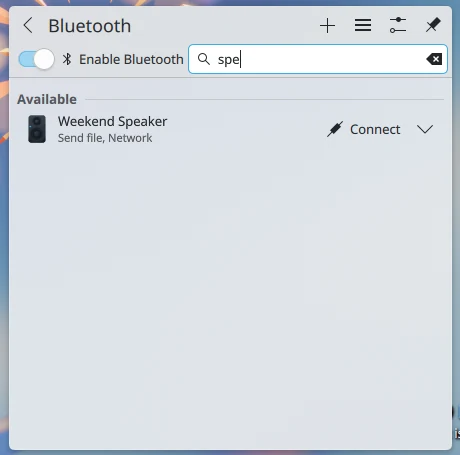 Bluetooth
Enable Bluetooth spe
Available
Weekend Speaker
Send file, Network
Connect